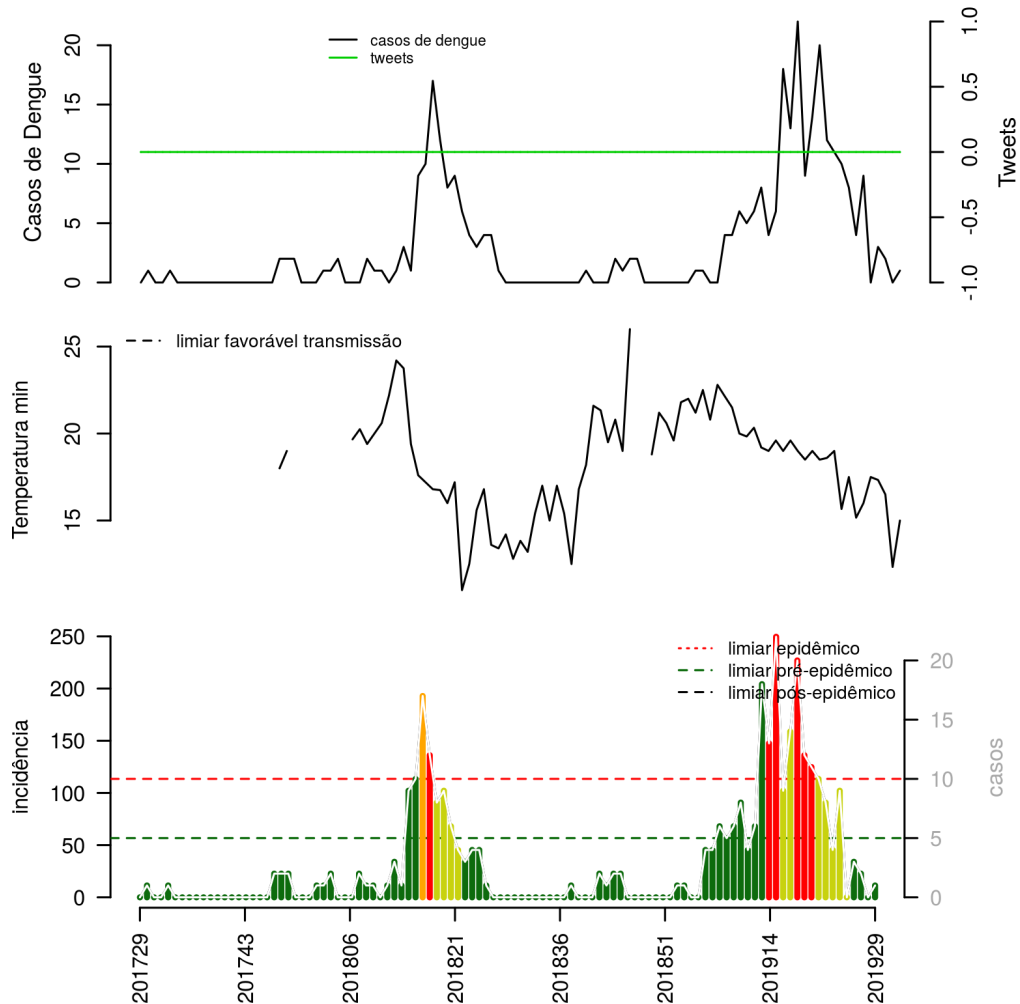 casos de dengue
tweets
Casos de Dengue
0
5
10
15
20
Tweets
-1.0
-0.5
0.0
0.5
1.0
limiar favorável transmissão
Temperatura min
15
20
25
limiar epidêmico
limiar pré-epidêmico
limiar pós-epidêmico
incidência
0
50
100
150
200
250
casos
0
5
10
15
20
201729
201743
201806
201821
201836
201851
201914
201929